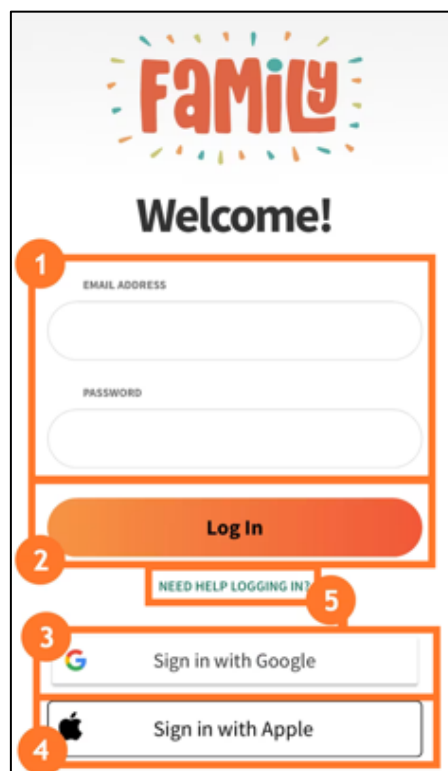 FaMiLY
Welcome!
1
EMAIL ADDRESS
PASSWORD
Log In
2
NEED HELP LOGGING IN?
5
3
Sign in with Google
Sign in with Apple
4